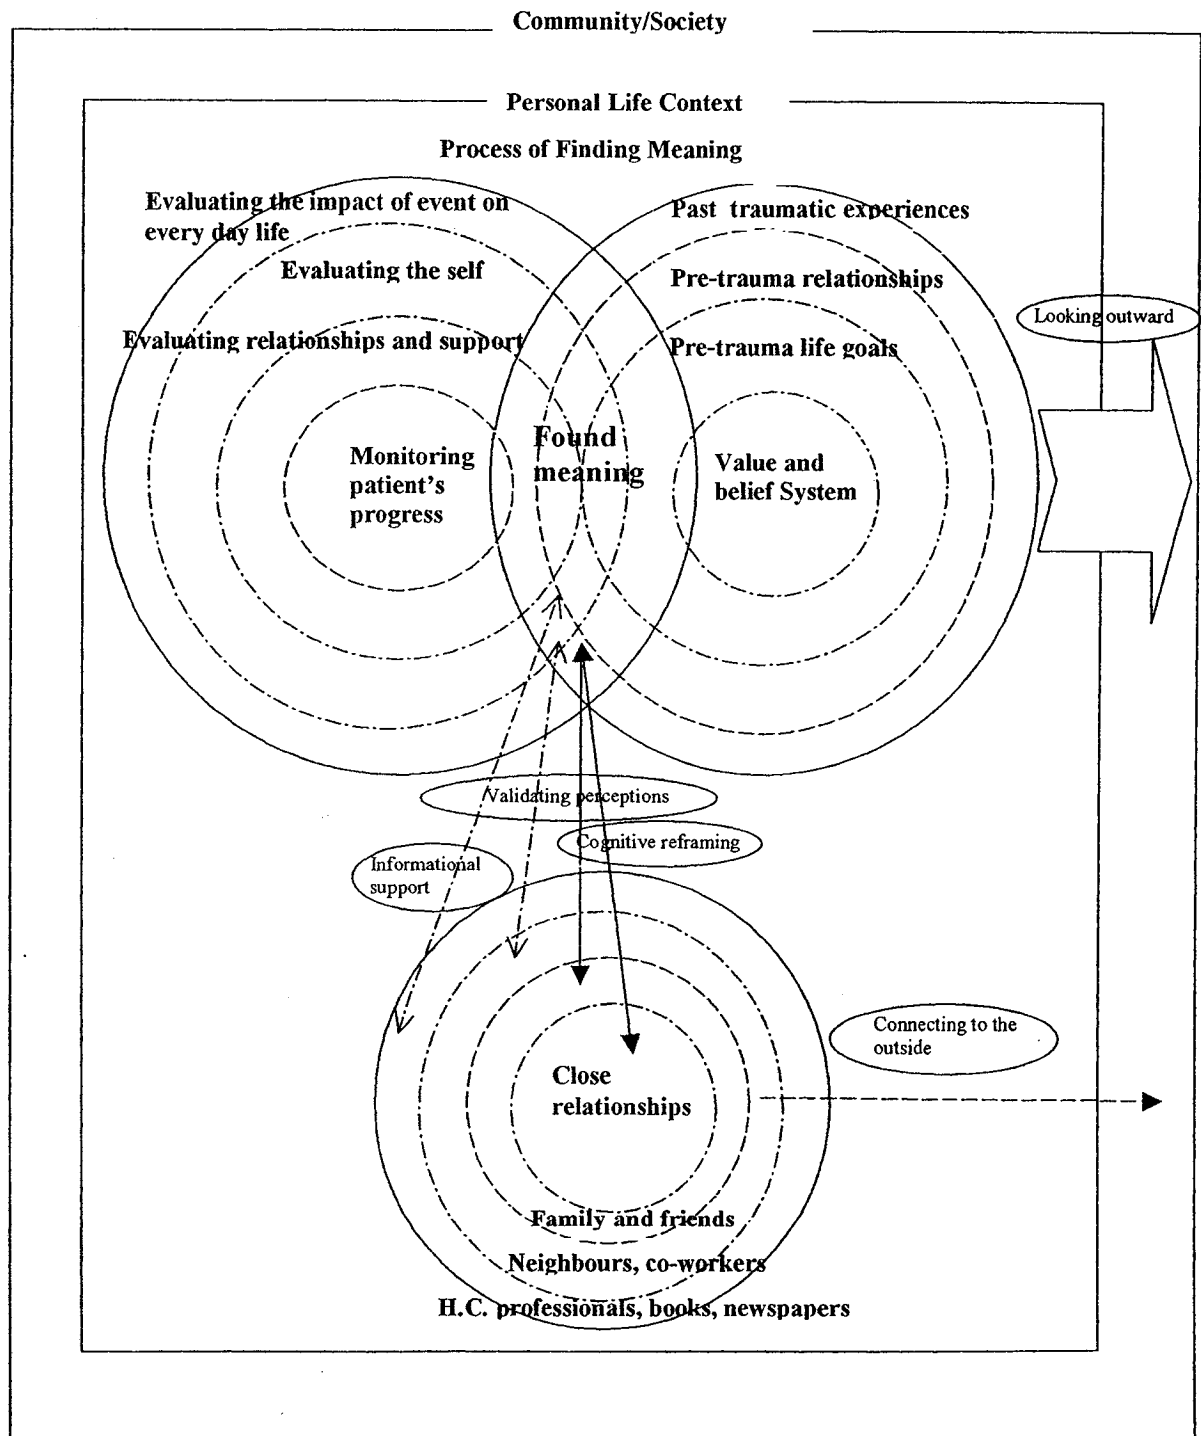 Community/Society
Personal Life Context
Process of Finding Meaning
Evaluating the impact of event on
every day life
Past traumatic experiences
Evaluating the self
Pre-trauma relationships
Looking outward
Evaluating relationships and support
Pre-trauma life goals
Found
meaning
Monitoring
patient's
progress
Value and
belief System
Validating perceptions
Cognitive reframing
Informational
support
Connecting to the
outside
Close
relationships
Family and friends
Neighbours, co-workers
H.C. professionals, books, newspapers